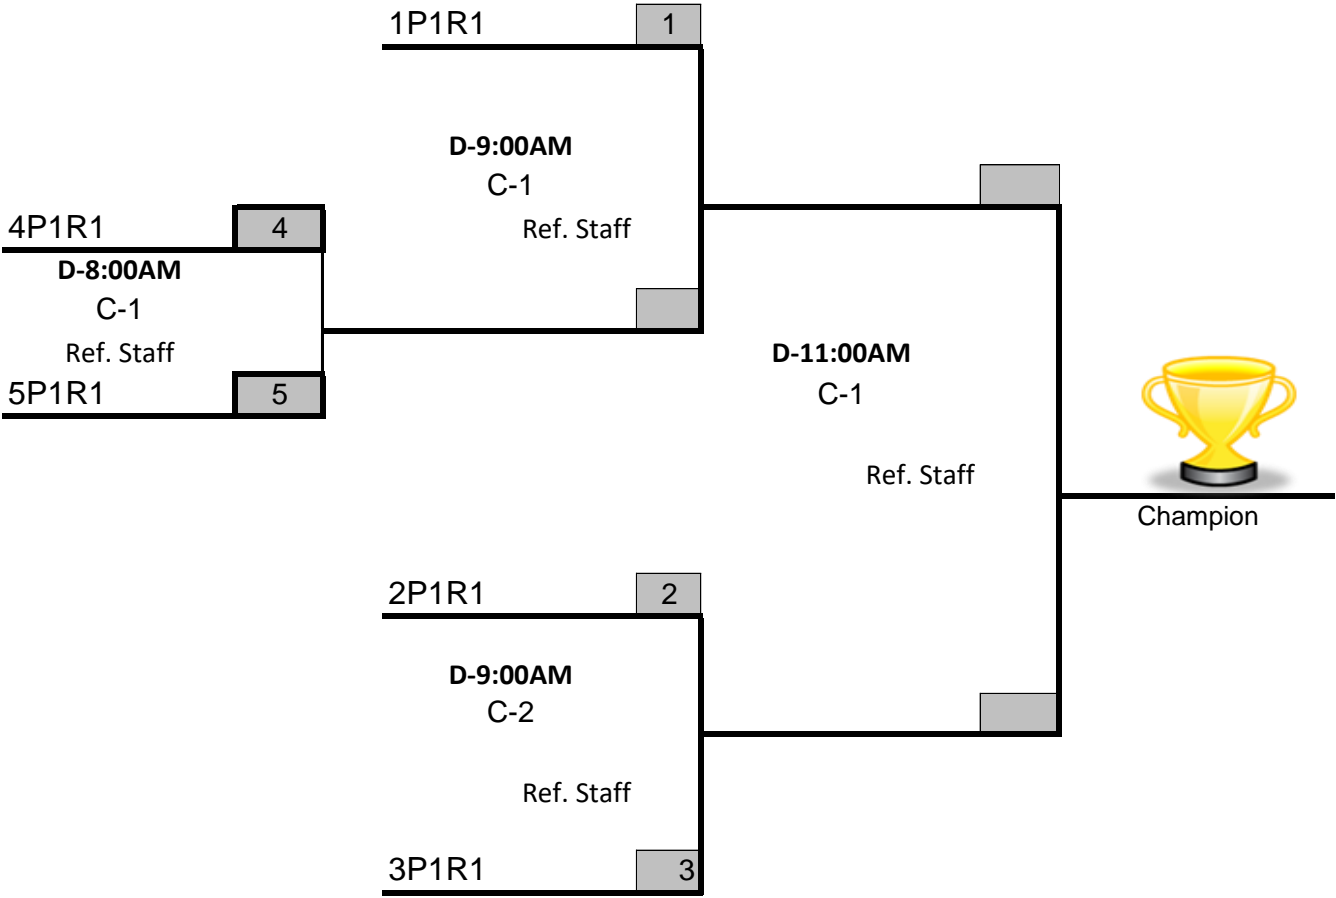 1P1R1 1
D-9:00AM
C-1
Ref. Staff
4P1R1 4
D-8:00AM
C-1
Ref. Staff
5P1R1 5
D-11:00AM
C-1
Ref. Staff
Champion
2P1R1 2
D-9:00AM
C-2
Ref. Staff
3P1R1 3